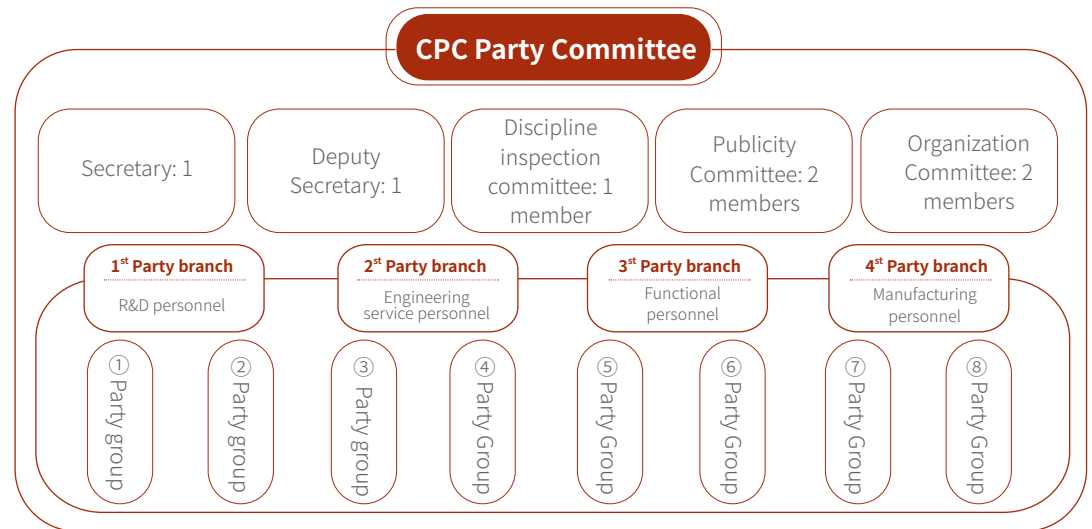 CPC Party Committee
Secretary: 1
Deputy
Secretary: 1
Discipline
inspection
committee: 1
member
Publicity
Committee: 2
members
Organization
Committee: 2
members
1st Party branch
R&D personnel
2st Party branch
Engineering
service personnel
3st Party branch
Functional
personnel
4st Party branch
Manufacturing
personnel
① Party group
② Party group
③ Party group
④ Party Group
⑤ Party Group
⑥ Party Group
⑦ Party Group
⑧ Party Group